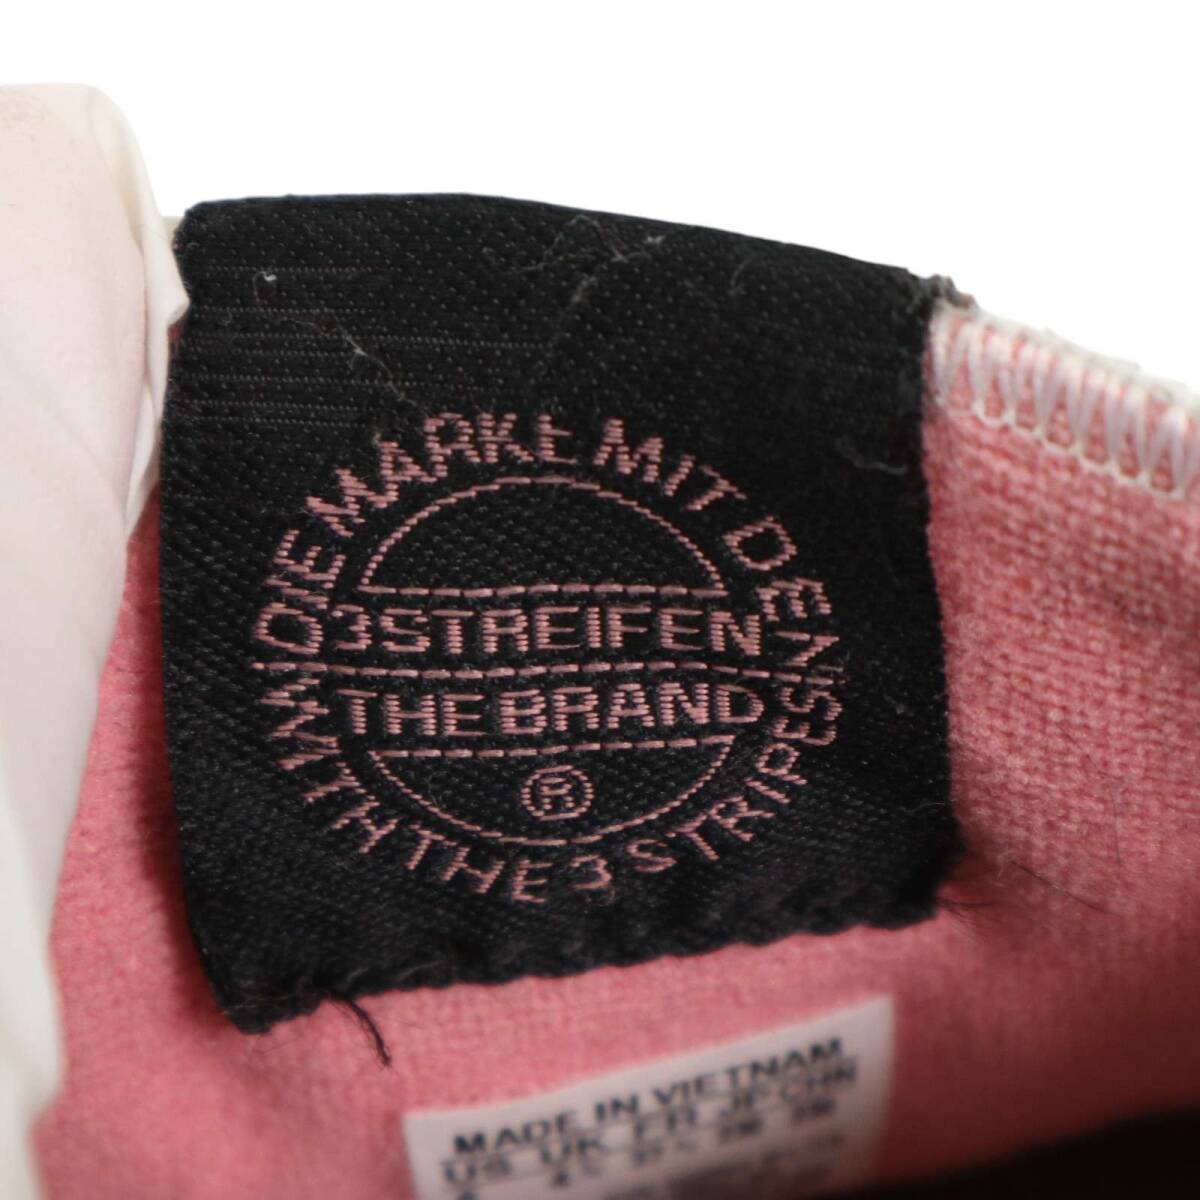 DIE MARKE MIT DEN
3STREIFEN
THE BRAND
®
WITH THE 3 STRIPES
MADE IN VIETNAM
US UK FR JP CHN